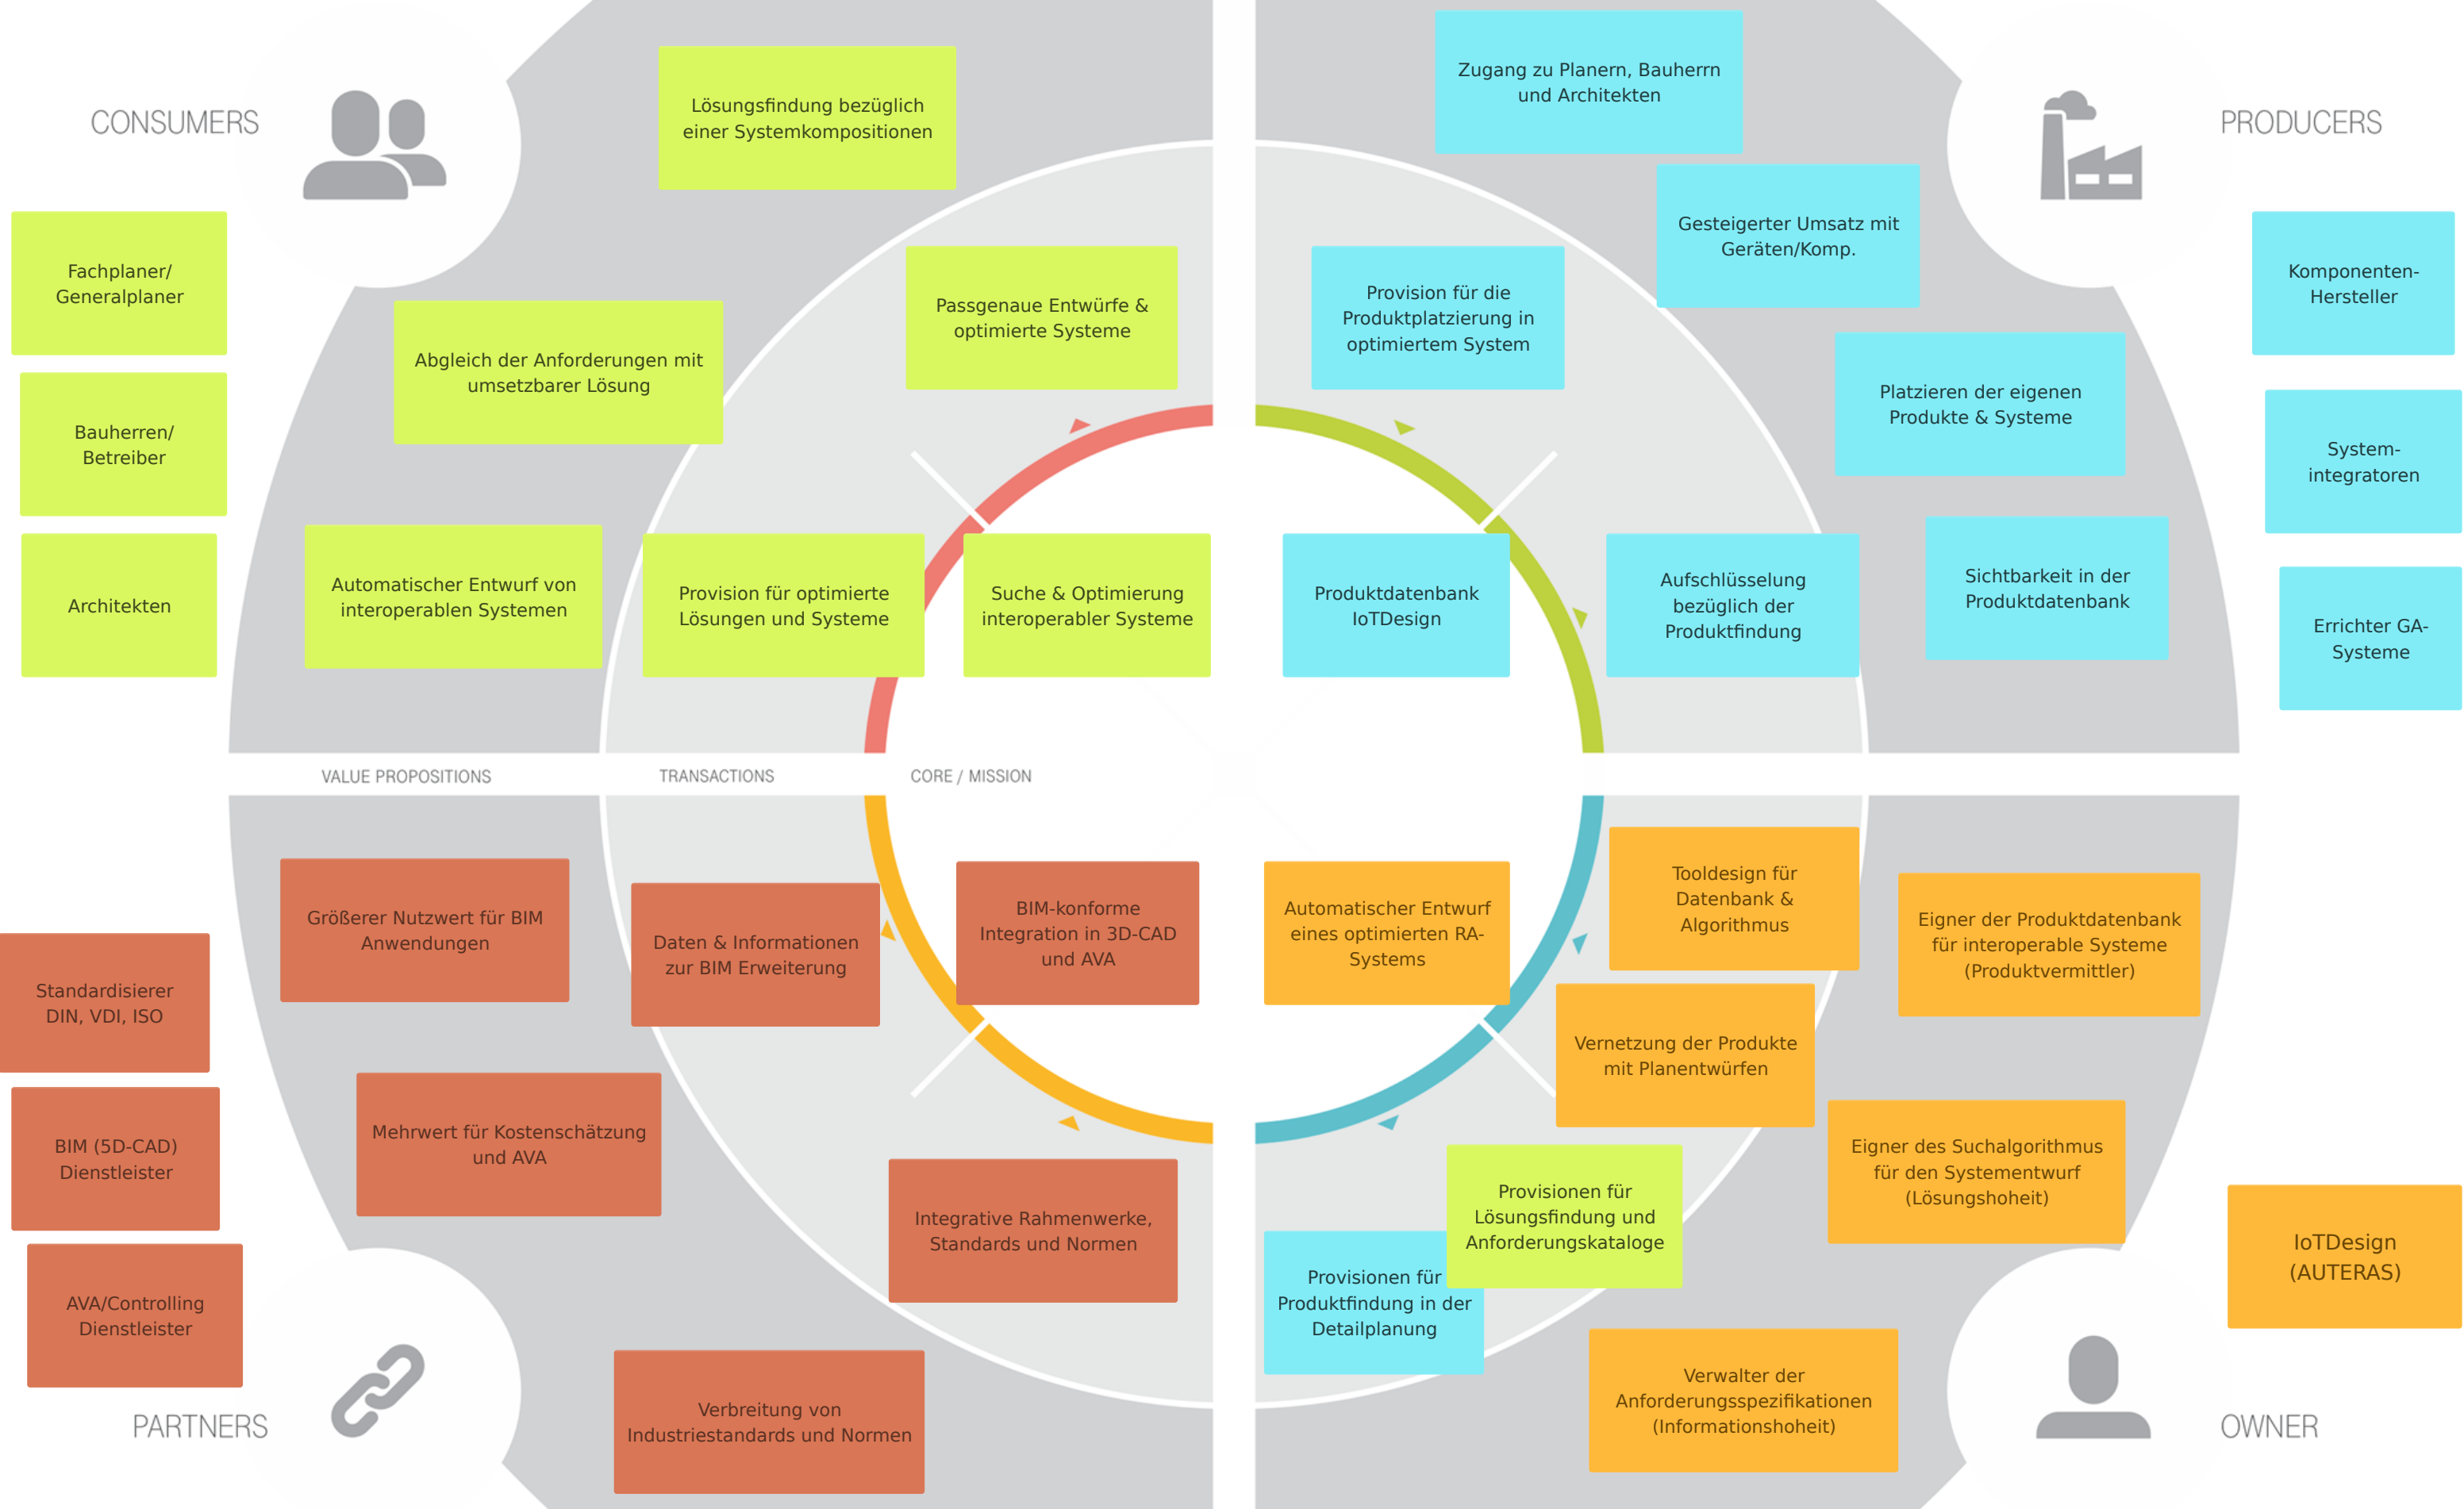 CONSUMERS
Fachplaner/
Generalplaner
Bauherren/
Betreiber
Architekten
Lösungsfindung bezüglich
einer Systemkompositionen
Abgleich der Anforderungen mit
umsetzbarer Lösung
Automatischer Entwurf von
interoperablen Systemen
Passgenaue Entwürfe &
optimierte Systeme
Provision für optimierte
Lösungen und Systeme
Suche & Optimierung
interoperabler Systeme
PRODUCERS
Zugang zu Planern, Bauherrn
und Architekten
Gesteigerter Umsatz mit
Geräten/Komp.
Provision für die
Produktplatzierung in
optimiertem System
Platzieren der eigenen
Produkte & Systeme
Produktdatenbank
IoTDesign
Aufschlüsselung
bezüglich der
Produktfindung
Sichtbarkeit in der
Produktdatenbank
Komponenten-
Hersteller
System-
integratoren
Errichter GA-
Systeme
VALUE PROPOSITIONS
TRANSACTIONS
CORE / MISSION
Größerer Nutzwert für BIM
Anwendungen
Daten & Informationen
zur BIM Erweiterung
BIM-konforme
Integration in 3D-CAD
und AVA
Standardisierer
DIN, VDI, ISO
BIM (5D-CAD)
Dienstleister
AVA/Controlling
Dienstleister
Mehrwert für Kostenschätzung
und AVA
Integrative Rahmenwerke,
Standards und Normen
Verbreitung von
Industriestandards und Normen
PARTNERS
Automatischer Entwurf
eines optimierten RA-
Systems
Tooldesign für
Datenbank &
Algorithmus
Eigner der Produktdatenbank
für interoperable Systeme
(Produktvermittler)
Vernetzung der Produkte
mit Planentwürfen
Eigner des Suchalgorithmus
für den Systementwurf
(Lösungshoheit)
Provisionen für
Lösungsfindung und
Anforderungskataloge
Provisionen für
Produktfindung in der
Detailplanung
Verwalter der
Anforderungsspezifikationen
(Informationshoheit)
IoTDesign
(AUTERAS)
OWNER